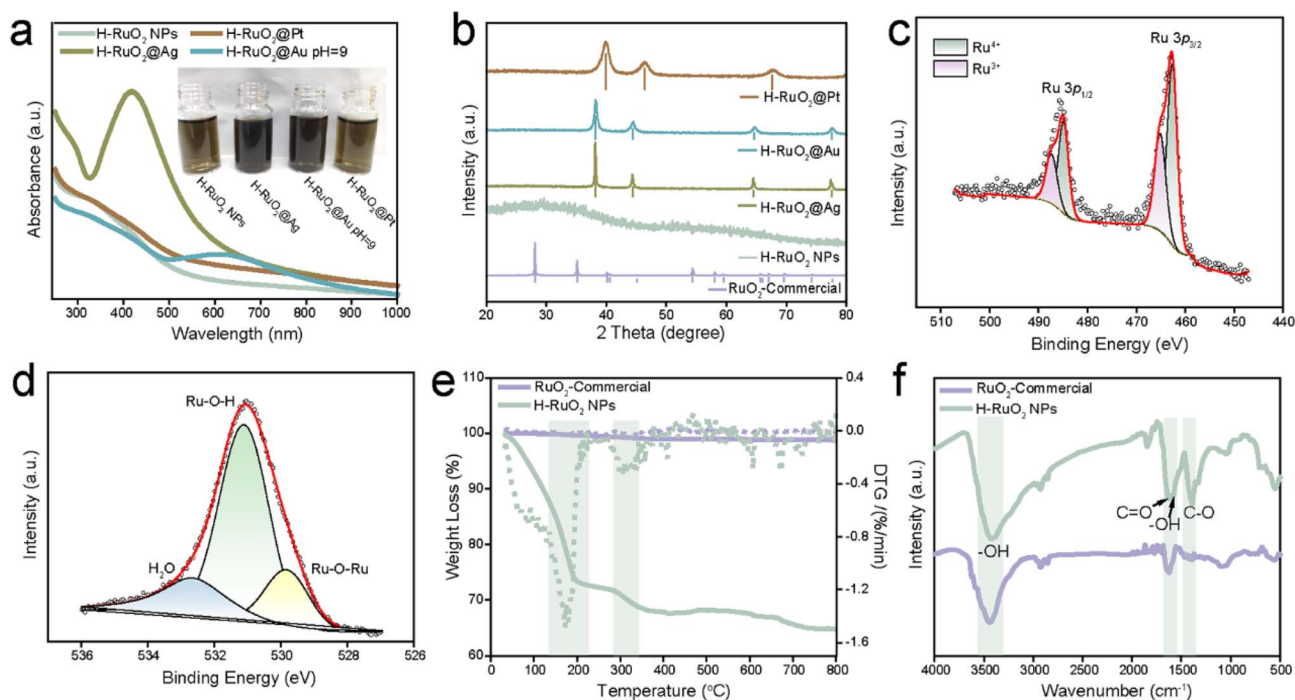 a
H-RuO₂ NPs
H-RuO₂@Pt
H-RuO₂@Ag
H-RuO₂@Au pH=9
H-RuO₂ NPs
H-RuO₂@Ag
H-RuO₂@Au pH=9
H-RuO₂@Pt
Absorbance (a.u.)
300 400 500 600 700 800 900 1000
Wavelength (nm)
b
H-RuO₂@Pt
H-RuO₂@Au
H-RuO₂@Ag
H-RuO₂ NPs
RuO₂-Commercial
Intensity (a.u.)
20 30 40 50 60 70 80
2 Theta (degree)
c
Ru⁴⁺
Ru³⁺
Ru 3p₁/₂
Ru 3p₃/₂
Intensity (a.u.)
510 500 490 480 470 460 450 440
Binding Energy (eV)
d
Ru-O-H
H₂O
Ru-O-Ru
Intensity (a.u.)
536 534 532 530 528 526
Binding Energy (eV)
e
RuO₂-Commercial
H-RuO₂ NPs
110
100
90
80
70
60
Weight Loss (%)
0.4
0.0
-0.4
-0.8
-1.2
-1.6
DTG /(%/min)
0 100 200 300 400 500 600 700 800
Temperature (°C)
f
RuO₂-Commercial
H-RuO₂ NPs
C=O
-OH
C-O
-OH
Intensity (a.u.)
4000 3500 3000 2500 2000 1500 1000 500
Wavenumber (cm⁻¹)